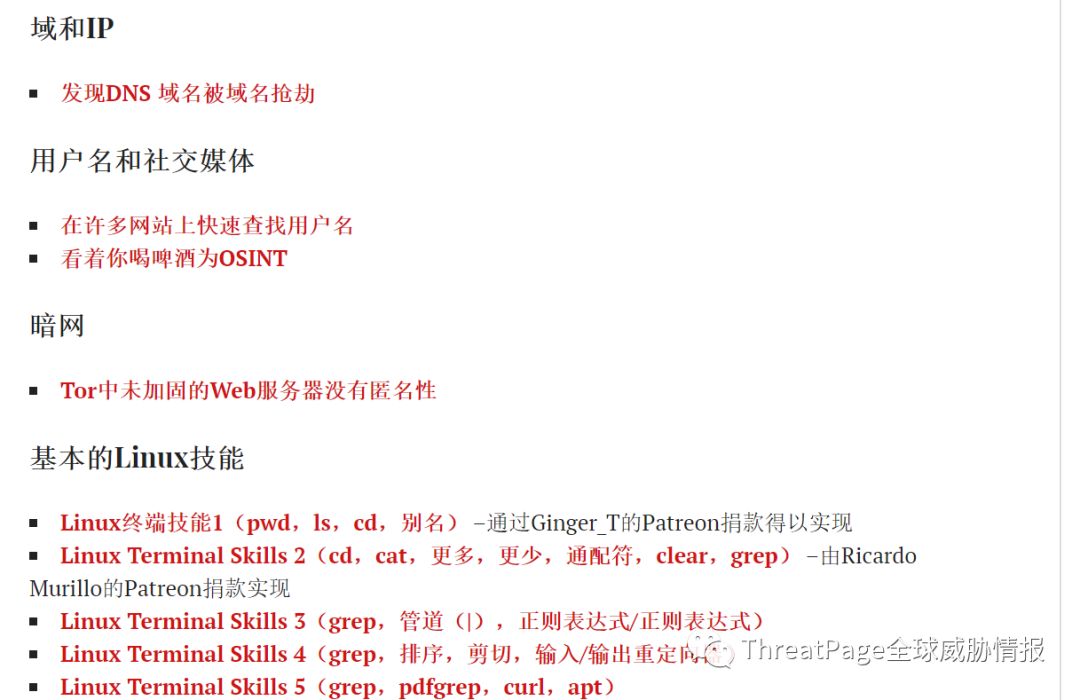 域和IP
▪ 发现DNS 域名被域名抢劫
用户名和社交媒体
▪ 在许多网站上快速查找用户名
▪ 看着你喝啤酒为OSINT
暗网
▪ Tor中未加固的Web服务器没有匿名性
基本的Linux技能
▪ Linux终端技能1（pwd，ls，cd，别名） –通过Ginger_T的Patreon捐款得以实现
▪ Linux Terminal Skills 2（cd，cat，更多，更少，通配符，clear，grep） –由Ricardo
Murillo的Patreon捐款实现
▪ Linux Terminal Skills 3（grep，管道（|），正则表达式/正则表达式）
▪ Linux Terminal Skills 4（grep，排序，剪切，输入/输出重定向
ThreatPage全球威胁情报
▪ Linux Terminal Skills 5（grep，pdfgrep，curl，apt）